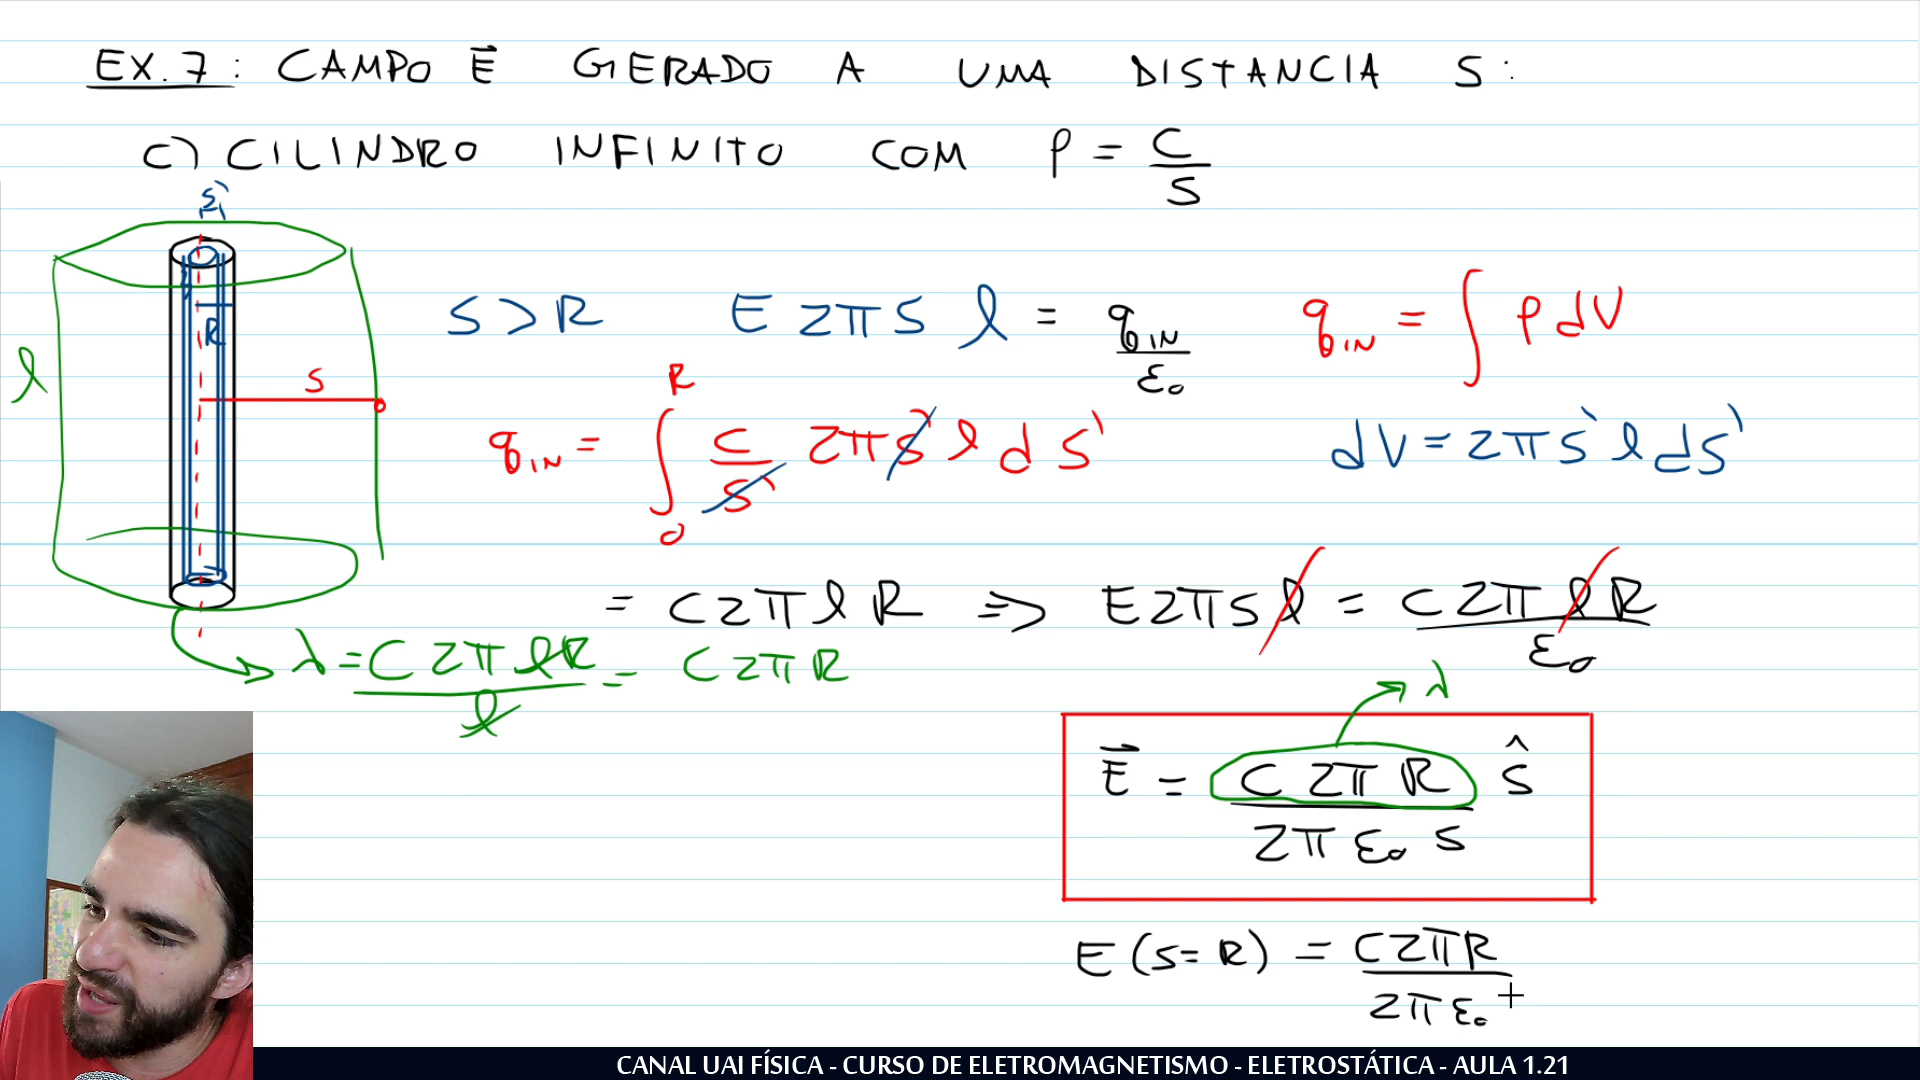 EX.7: CAMPO E⃗ GERADO A UMA DISTANCIA S:
C) CILINDRO INFINITO COM ρ = C/S
S'
R
l
S
S > R   E 2π S l = q_IN/ε₀   q_IN = ∫ ρ dV
q_IN = ∫₀ᴿ C/S' 2π S' l d S'   dV = 2π S' l dS'
= C 2π l R ⇒ E 2π S l = C 2π l R/ε₀
λ = C 2π l R/l = C 2π R
λ
E⃗ = C 2π R/2π ε₀ S ŝ
E (S = R) = C 2π R/2π ε₀
CANAL UAI FÍSICA - CURSO DE ELETROMAGNETISMO - ELETROSTÁTICA - AULA 1.21